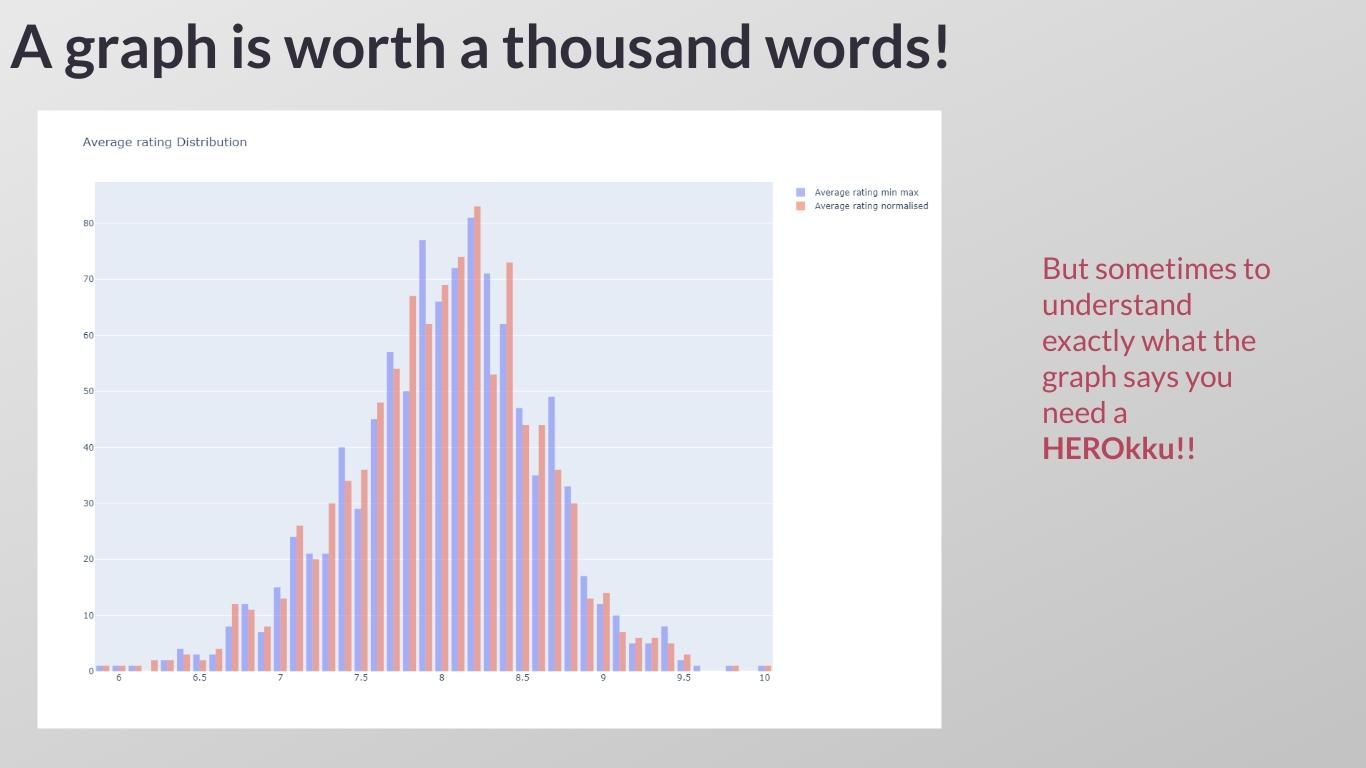 A graph is worth a thousand words!
Average rating Distribution
Average rating min max
Average rating normalised
80
70
60
50
40
30
20
10
0
6 6.5 7 7.5 8 8.5 9 9.5 10
But sometimes to
understand
exactly what the
graph says you
need a
HEROkku!!